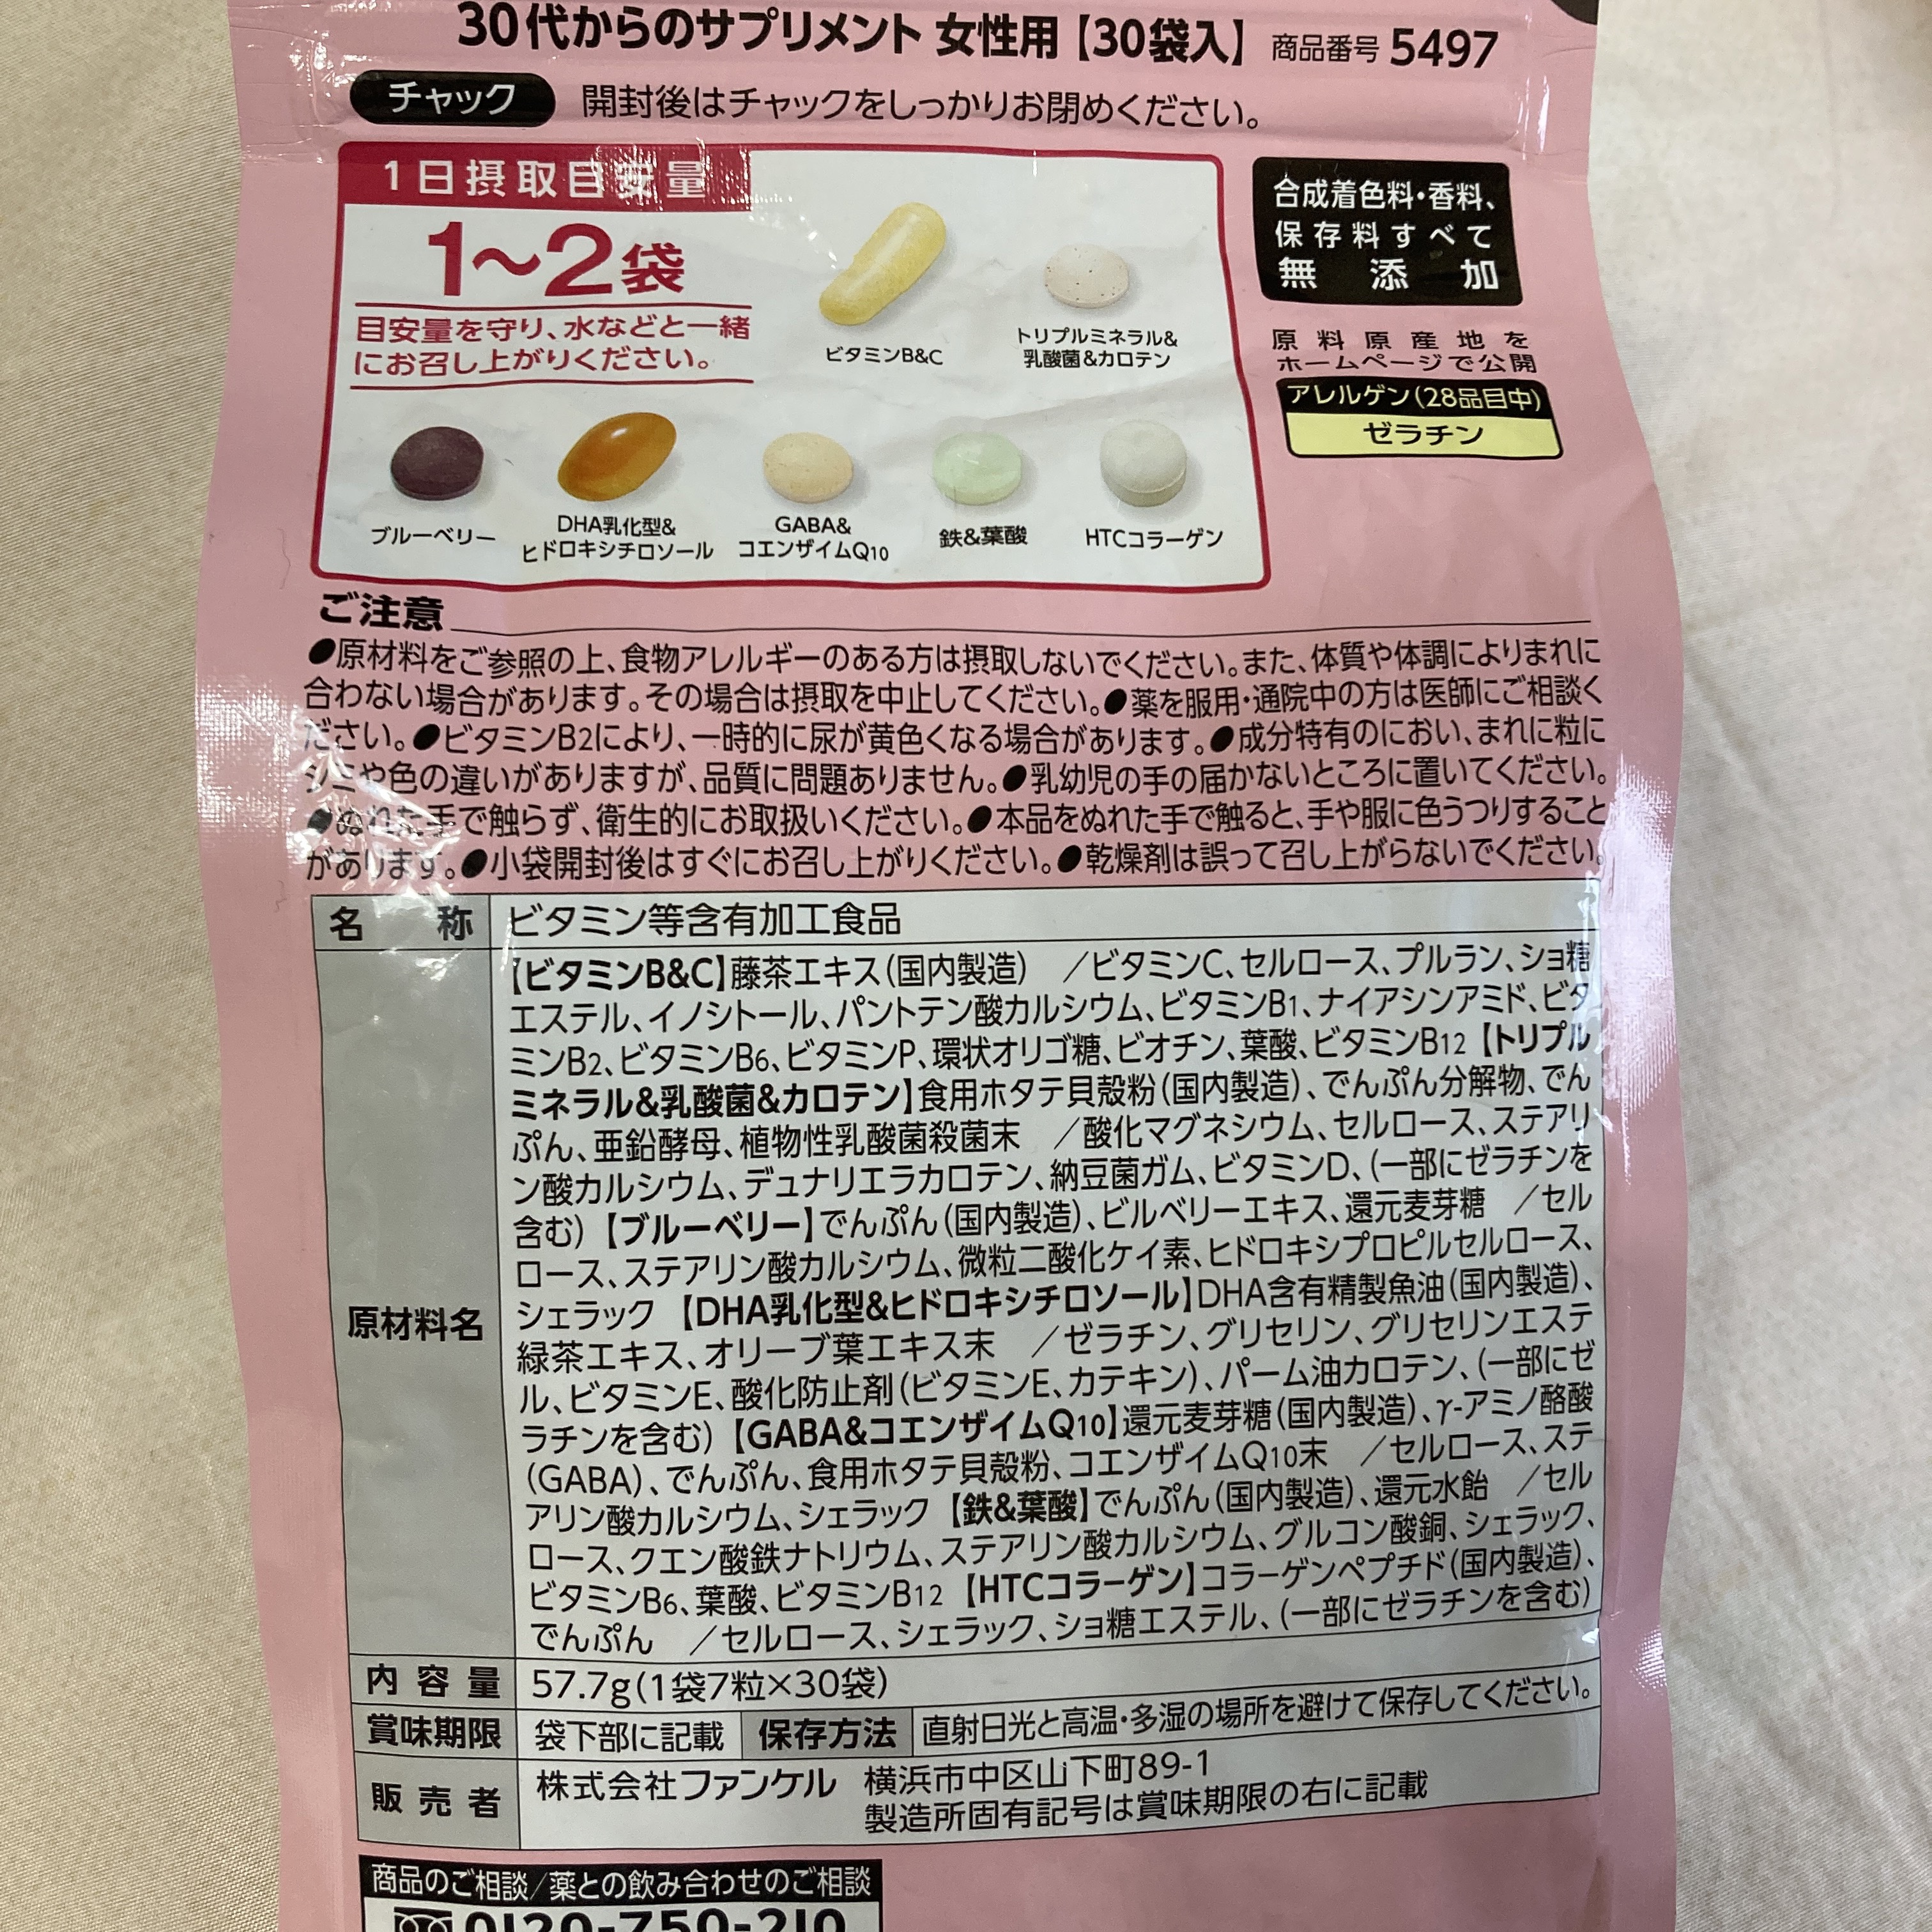 30代からのサプリメント 女性用【30袋入】 商品番号 5497
チャック 開封後はチャックをしっかりお閉めください。
1日摂取目安量
1〜2袋
目安量を守り、水などと一緒
にお召し上がりください。
ビタミンB&C
トリプルミネラル&
乳酸菌&カロテン
ブルーベリー
DHA乳化型&
ヒドロキシチロソール
GABA&
コエンザイムQ10
鉄&葉酸
HTCコラーゲン
合成着色料・香料、
保存料すべて
無添加
原料原産地を
ホームページで公開
アレルゲン(28品目中)
ゼラチン
ご注意
●原材料をご参照の上、食物アレルギーのある方は摂取しないでください。また、体質や体調によりまれに
合わない場合があります。その場合は摂取を中止してください。●薬を服用・通院中の方は医師にご相談く
ださい。●ビタミンB2により、一時的に尿が黄色くなる場合があります。●成分特有のにおい、まれに粒に
シミや色の違いがありますが、品質に問題ありません。●乳幼児の手の届かないところに置いてください。
●ぬれた手で触らず、衛生的にお取扱いください。●本品をぬれた手で触ると、手や服に色うつりすること
があります。●小袋開封後はすぐにお召し上がりください。●乾燥剤は誤って召し上がらないでください。
名称 ビタミン等含有加工食品
原材料名
【ビタミンB&C】藤茶エキス(国内製造) /ビタミンC、セルロース、プルラン、ショ糖
エステル、イノシトール、パントテン酸カルシウム、ビタミンB1、ナイアシンアミド、ビタ
ミンB2、ビタミンB6、ビタミンP、環状オリゴ糖、ビオチン、葉酸、ビタミンB12【トリプル
ミネラル&乳酸菌&カロテン】食用ホタテ貝殻粉(国内製造)、でんぷん分解物、でん
ぷん、亜鉛酵母、植物性乳酸菌殺菌末 /酸化マグネシウム、セルロース、ステアリ
ン酸カルシウム、デュナリエラカロテン、納豆菌ガム、ビタミンD、(一部にゼラチンを
含む)【ブルーベリー】でんぷん(国内製造)、ビルベリーエキス、還元麦芽糖 /セル
ロース、ステアリン酸カルシウム、微粒二酸化ケイ素、ヒドロキシプロピルセルロース、
シェラック【DHA乳化型&ヒドロキシチロソール】DHA含有精製魚油(国内製造)、
緑茶エキス、オリーブ葉エキス末 /ゼラチン、グリセリン、グリセリンエステ
ル、ビタミンE、酸化防止剤(ビタミンE、カテキン)、パーム油カロテン、(一部にゼ
ラチンを含む)【GABA&コエンザイムQ10】還元麦芽糖(国内製造)、γ-アミノ酪酸
(GABA)、でんぷん、食用ホタテ貝殻粉、コエンザイムQ10末 /セルロース、ステ
アリン酸カルシウム、シェラック【鉄&葉酸】でんぷん(国内製造)、還元水飴 /セル
ロース、クエン酸鉄ナトリウム、ステアリン酸カルシウム、グルコン酸銅、シェラック、
ビタミンB6、葉酸、ビタミンB12【HTCコラーゲン】コラーゲンペプチド(国内製造)、
でんぷん /セルロース、シェラック、ショ糖エステル、(一部にゼラチンを含む)
内容量 57.7g(1袋7粒×30袋)
賞味期限 袋下部に記載 保存方法 直射日光と高温・多湿の場所を避けて保存してください。
販売者 株式会社ファンケル 横浜市中区山下町89-1
製造所固有記号は賞味期限の右に記載
商品のご相談/薬との飲み合わせのご相談
0120-750-210